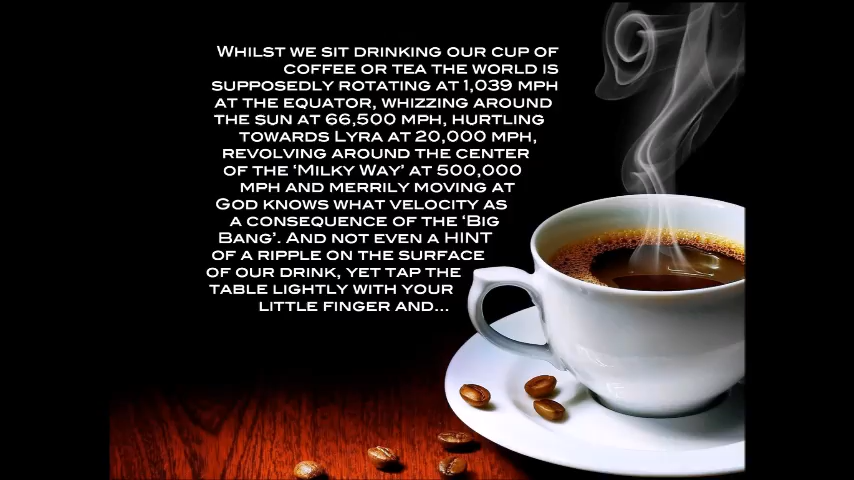 Whilst we sit drinking our cup of
coffee or tea the world is
supposedly rotating at 1,039 mph
at the equator, whizzing around
the sun at 66,500 mph, hurtling
towards Lyra at 20,000 mph,
revolving around the center
of the ‘Milky Way’ at 500,000
mph and merrily moving at
God knows what velocity as
a consequence of the ‘Big
Bang’. And not even a HINT
of a ripple on the surface
of our drink, yet tap the
table lightly with your
little finger and...